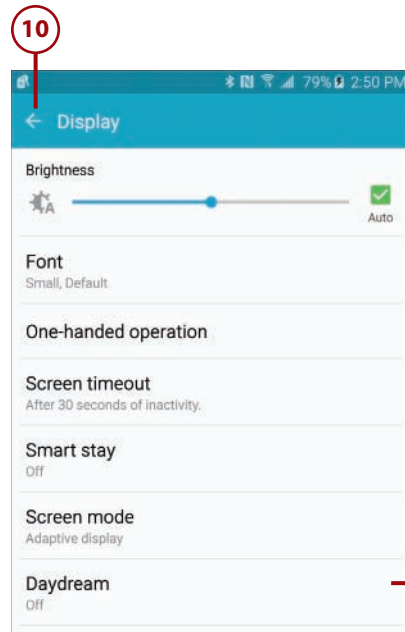 10
79% 2:50 PM
← Display
Brightness
A
Auto
Font
Small, Default
One-handed operation
Screen timeout
After 30 seconds of inactivity.
Smart stay
Off
Screen mode
Adaptive display
Daydream
Off